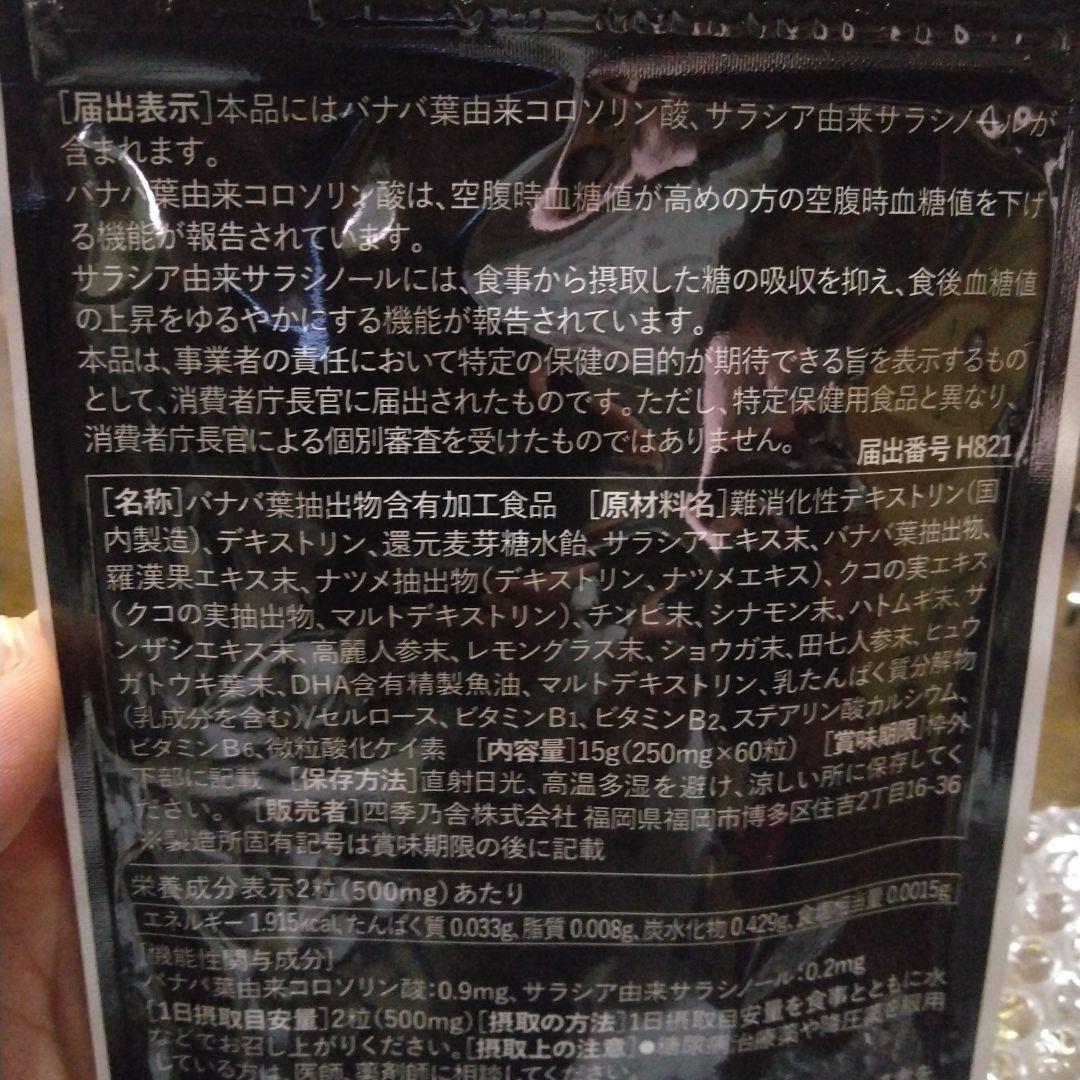 [届出表示]本品にはバナバ葉由来コロソリン酸、サラシア由来サラシノールが
含まれます。
バナバ葉由来コロソリン酸は、空腹時血糖値が高めの方の空腹時血糖値を下げ
る機能が報告されています。
サラシア由来サラシノールには、食事から摂取した糖の吸収を抑え、食後血糖値
の上昇をゆるやかにする機能が報告されています。
本品は、事業者の責任において特定の保健の目的が期待できる旨を表示するもの
として、消費者庁長官に届出されたものです。ただし、特定保健用食品と異なり、
消費者庁長官による個別審査を受けたものではありません。 届出番号 H821
[名称]バナバ葉抽出物含有加工食品 [原材料名]難消化性デキストリン(国
内製造)、デキストリン、還元麦芽糖水飴、サラシアエキス末、バナバ葉抽出物、
羅漢果エキス末、ナツメ抽出物(デキストリン、ナツメエキス)、クコの実エキス
(クコの実抽出物、マルトデキストリン)、チンピ末、シナモン末、ハトムギ末、サ
ンザシエキス末、高麗人参末、レモングラス末、ショウガ末、田七人参末、ヒュウ
ガトウキ葉末、DHA含有精製魚油、マルトデキストリン、乳たんぱく質分解物
(乳成分を含む)/セルロース、ビタミンB1、ビタミンB2、ステアリン酸カルシウム、
ビタミンB6、微粒酸化ケイ素 [内容量]15g(250mg×60粒) [賞味期限]枠外
下部に記載 [保存方法]直射日光、高温多湿を避け、涼しい所に保存してく
ださい。 [販売者]四季乃舎株式会社 福岡県福岡市博多区住吉2丁目16-36
※製造所固有記号は賞味期限の後に記載
栄養成分表示2粒(500mg)あたり
エネルギー 1.915kcal、たんぱく質 0.033g、脂質 0.008g、炭水化物 0.429g、食塩相当量 0.0015g
[機能性関与成分]
バナバ葉由来コロソリン酸:0.9mg、サラシア由来サラシノール:0.2mg
[1日摂取目安量]2粒(500mg)[摂取の方法]1日摂取目安量を食事とともに水
などでお召し上がりください。[摂取上の注意]●糖尿病治療薬や降圧薬を服用
している方は、医師、薬剤師に相談してください。